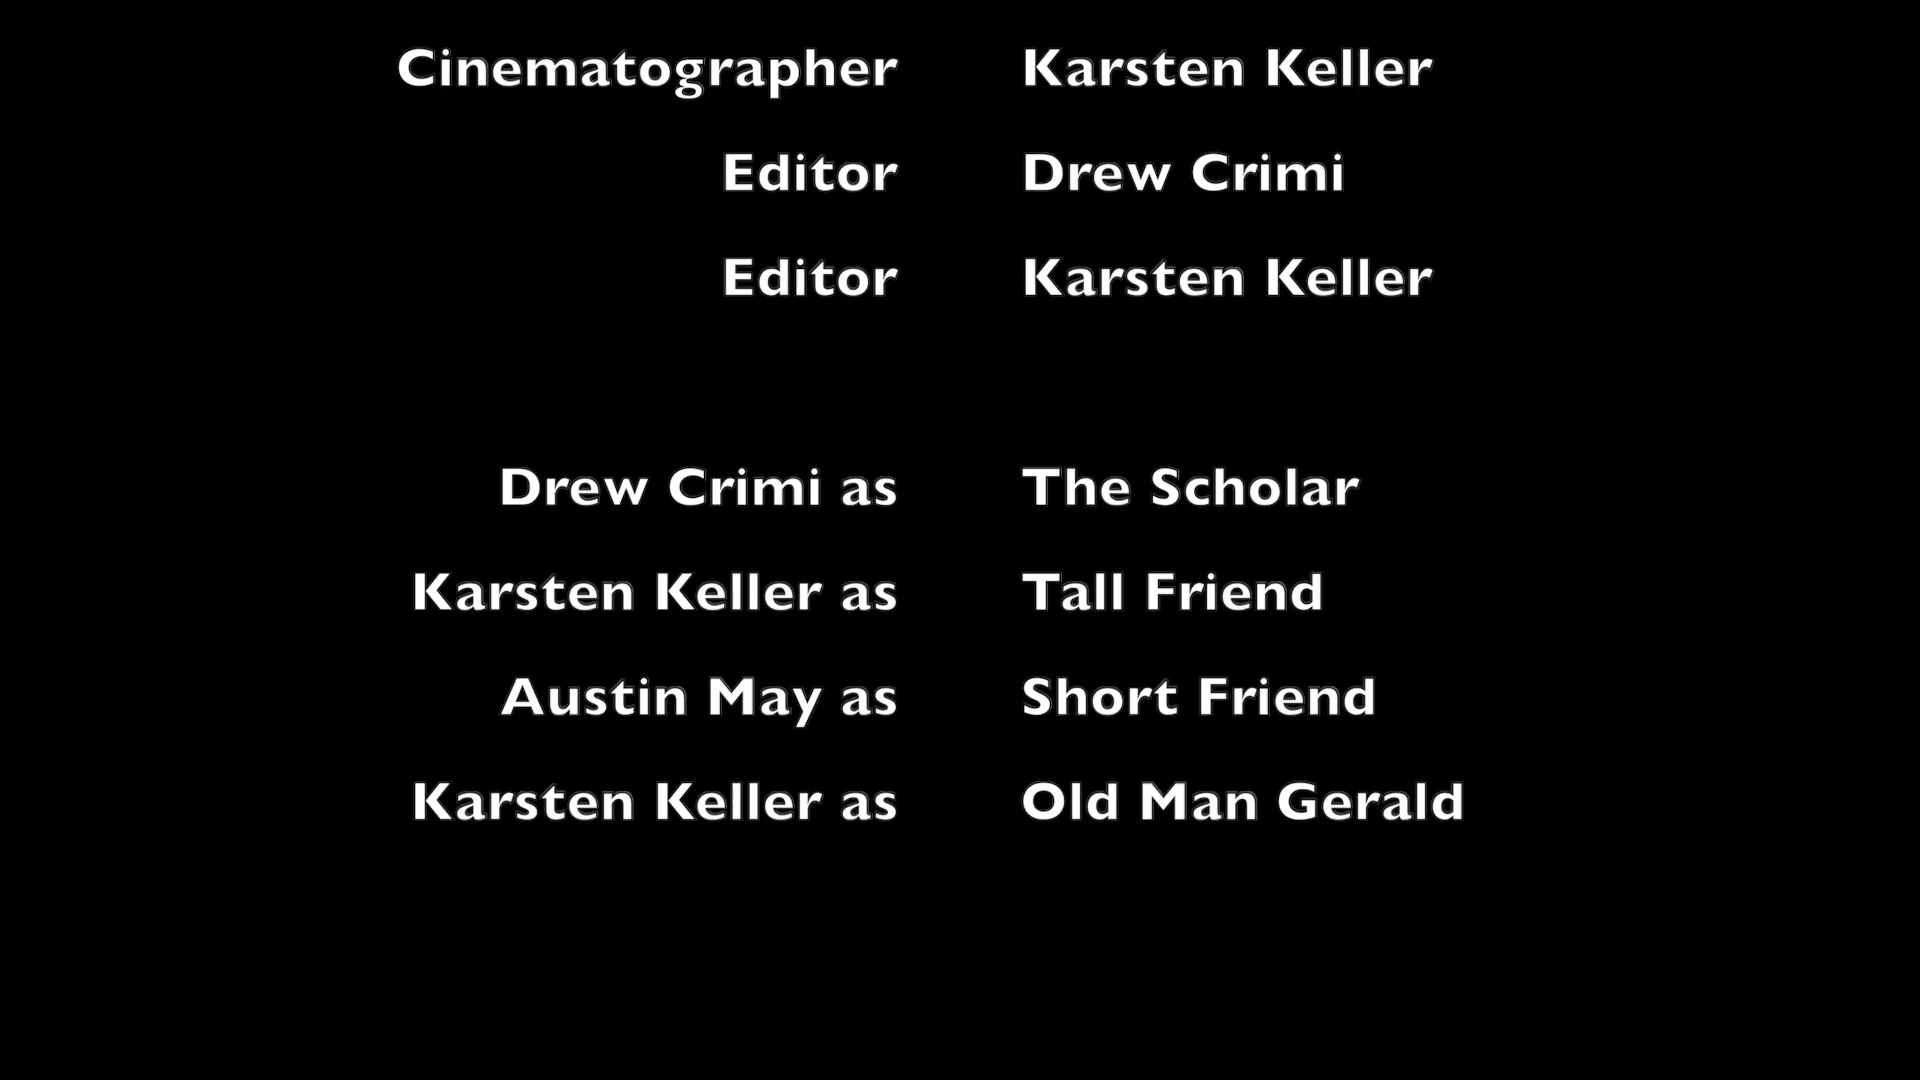 Cinematographer Karsten Keller
Editor Drew Crimi
Editor Karsten Keller
Drew Crimi as The Scholar
Karsten Keller as Tall Friend
Austin May as Short Friend
Karsten Keller as Old Man Gerald